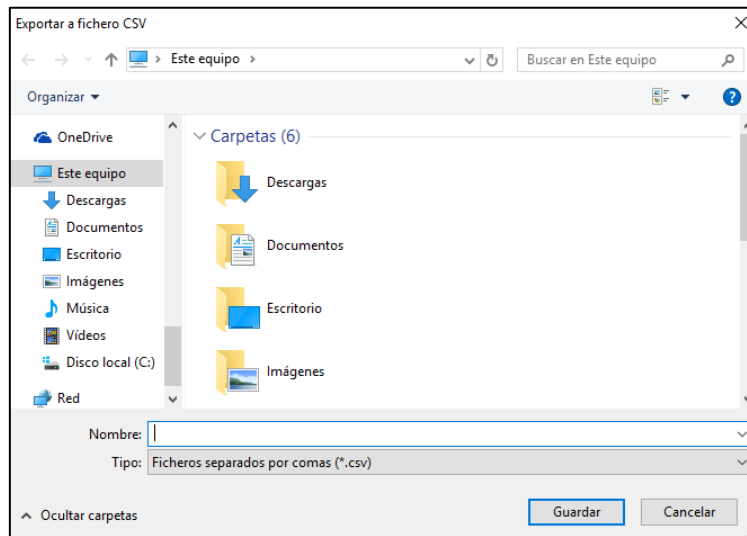 Exportar a fichero CSV
Este equipo
Buscar en Este equipo
Organizar
OneDrive
Este equipo
Descargas
Documentos
Escritorio
Imágenes
Música
Vídeos
Disco local (C:)
Red
Carpetas (6)
Descargas
Documentos
Escritorio
Imágenes
Nombre:
Tipo: Ficheros separados por comas (*.csv)
Ocultar carpetas
Guardar
Cancelar